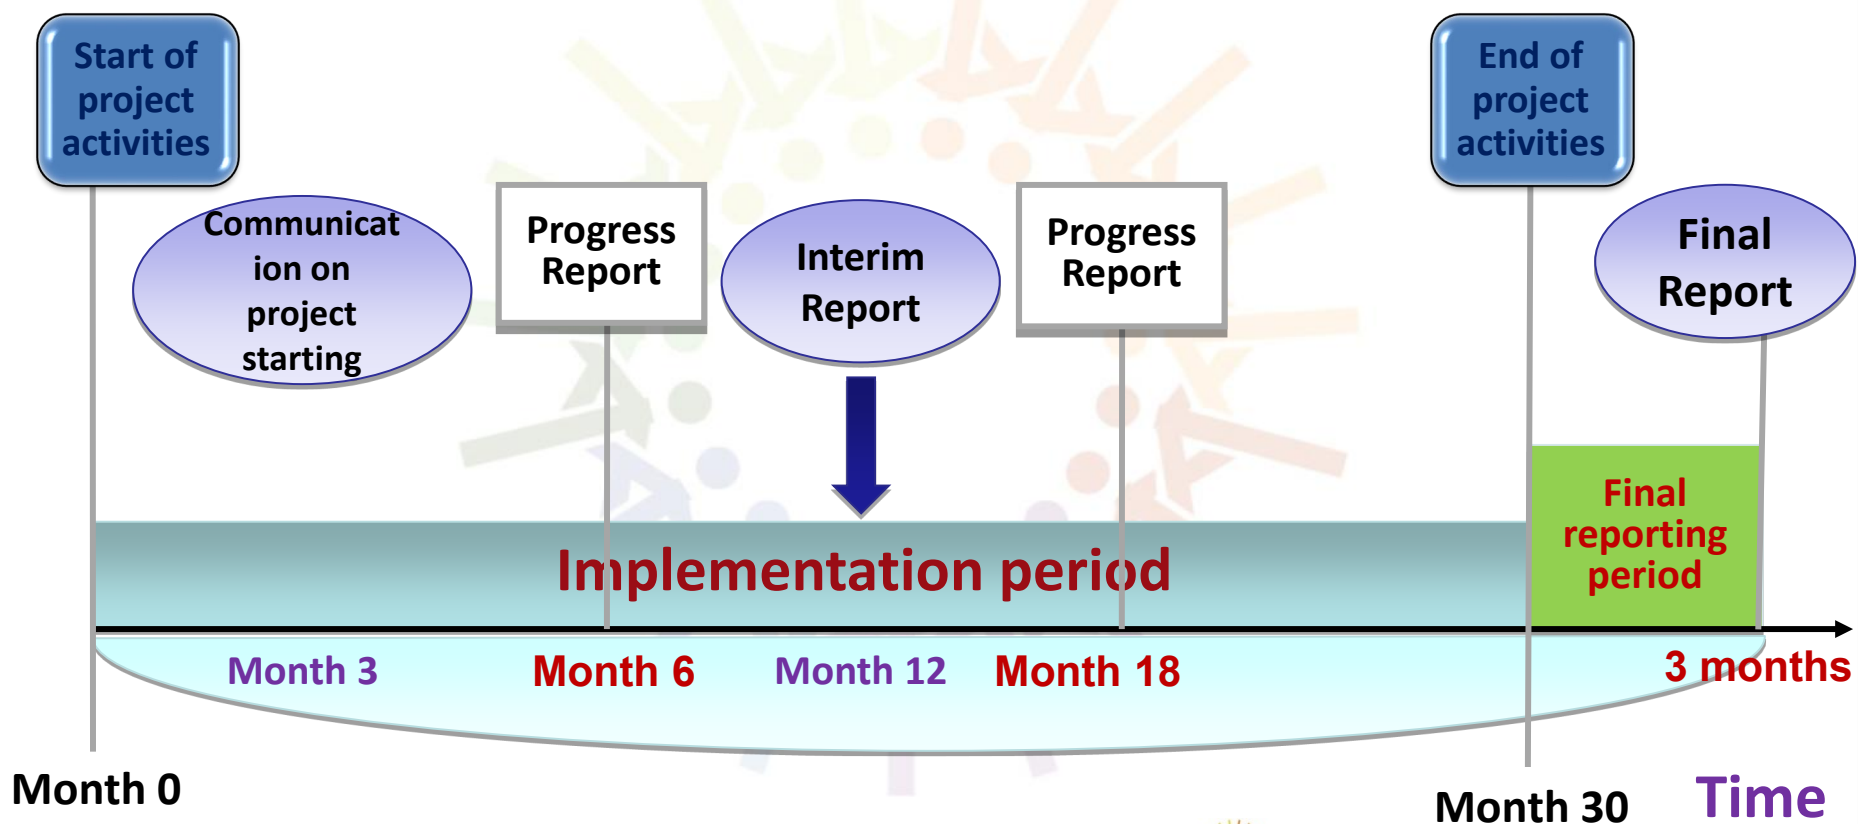 Start of
project
activities
End of
project
activities
Communicat
ion on
project
starting
Progress
Report
Interim
Report
Progress
Report
Final
Report
Implementation period
Final
reporting
period
Month 3
Month 6
Month 12
Month 18
3 months
Month 0
Month 30
Time